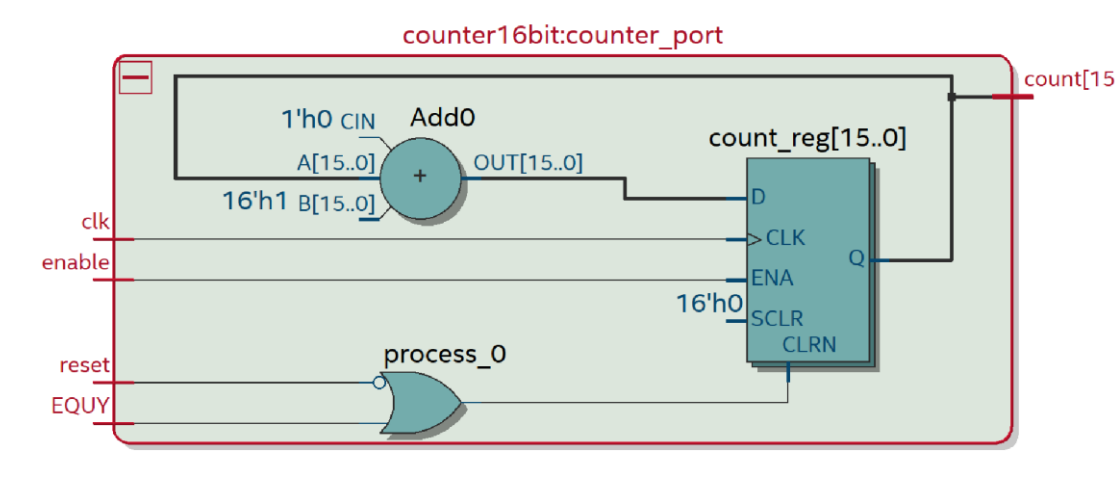 counter16bit:counter_port
count[15
1'h0 CIN
Add0
A[15..0]
OUT[15..0]
+
16'h1 B[15..0]
count_reg[15..0]
D
clk
CLK
Q
enable
ENA
16'h0
SCLR
CLRN
reset
process_0
EQUY